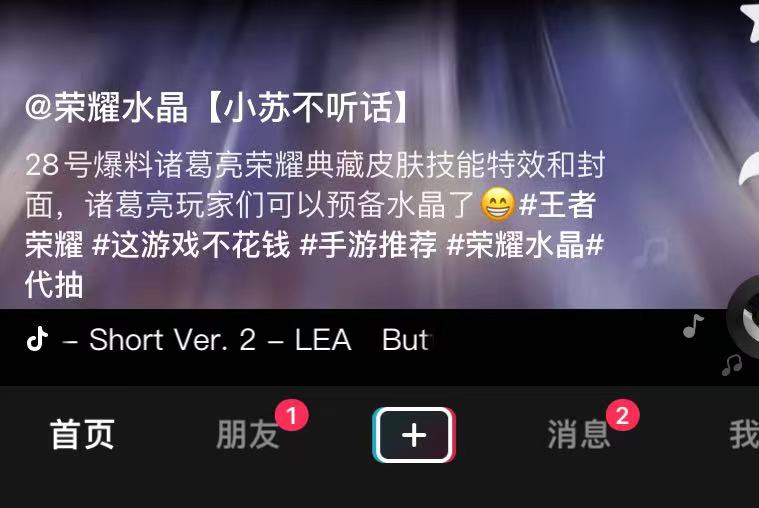 @荣耀水晶【小苏不听话】
28号爆料诸葛亮荣耀典藏皮肤技能特效和封
面，诸葛亮玩家们可以预备水晶了😁#王者
荣耀 #这游戏不花钱 #手游推荐 #荣耀水晶#
代抽
– Short Ver. 2 – LEA But
首页 朋友 1 消息 2 我